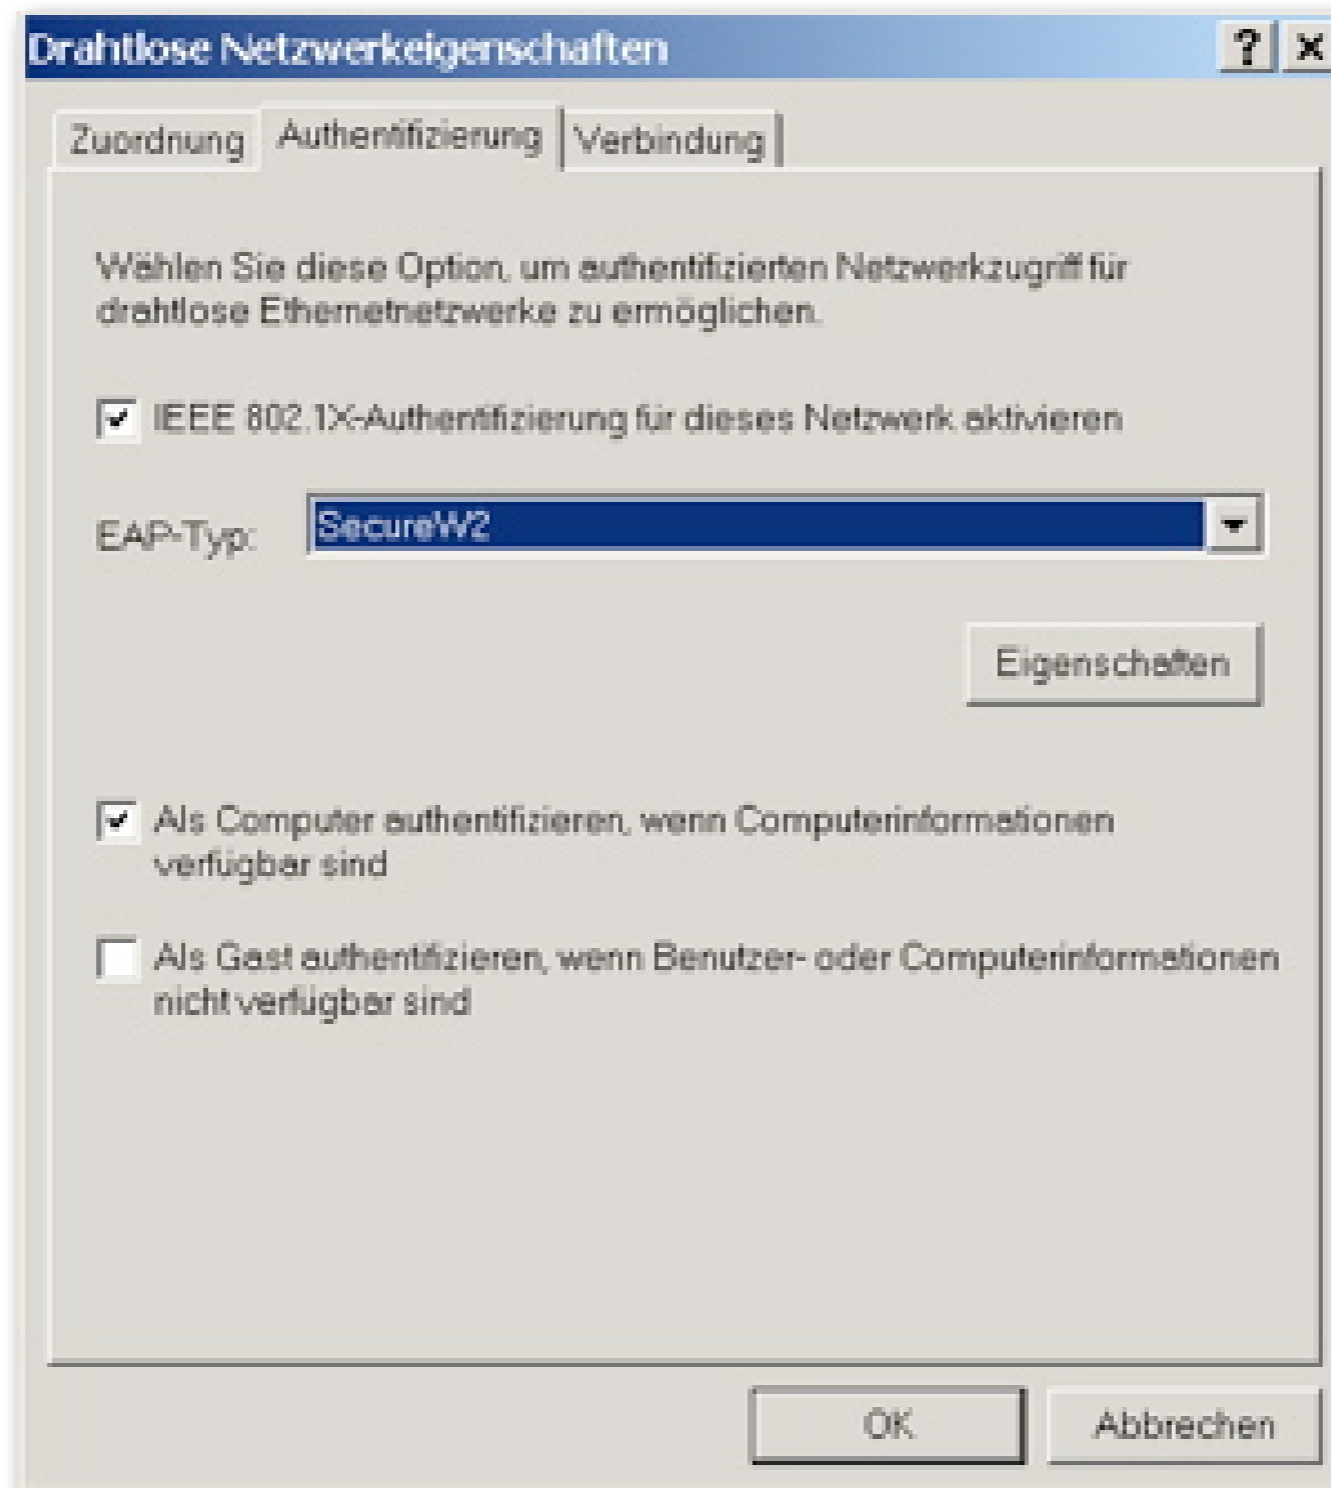 Drahtlose Netzwerkeigenschaften
Zuordnung Authentifizierung Verbindung
Wählen Sie diese Option, um authentifizierten Netzwerkzugriff für
drahtlose Ethernetnetzwerke zu ermöglichen.
IEEE 802.1X-Authentifizierung für dieses Netzwerk aktivieren
EAP-Typ: SecureW2
Eigenschaften
Als Computer authentifizieren, wenn Computerinformationen
verfügbar sind
Als Gast authentifizieren, wenn Benutzer- oder Computerinformationen
nicht verfügbar sind
OK Abbrechen